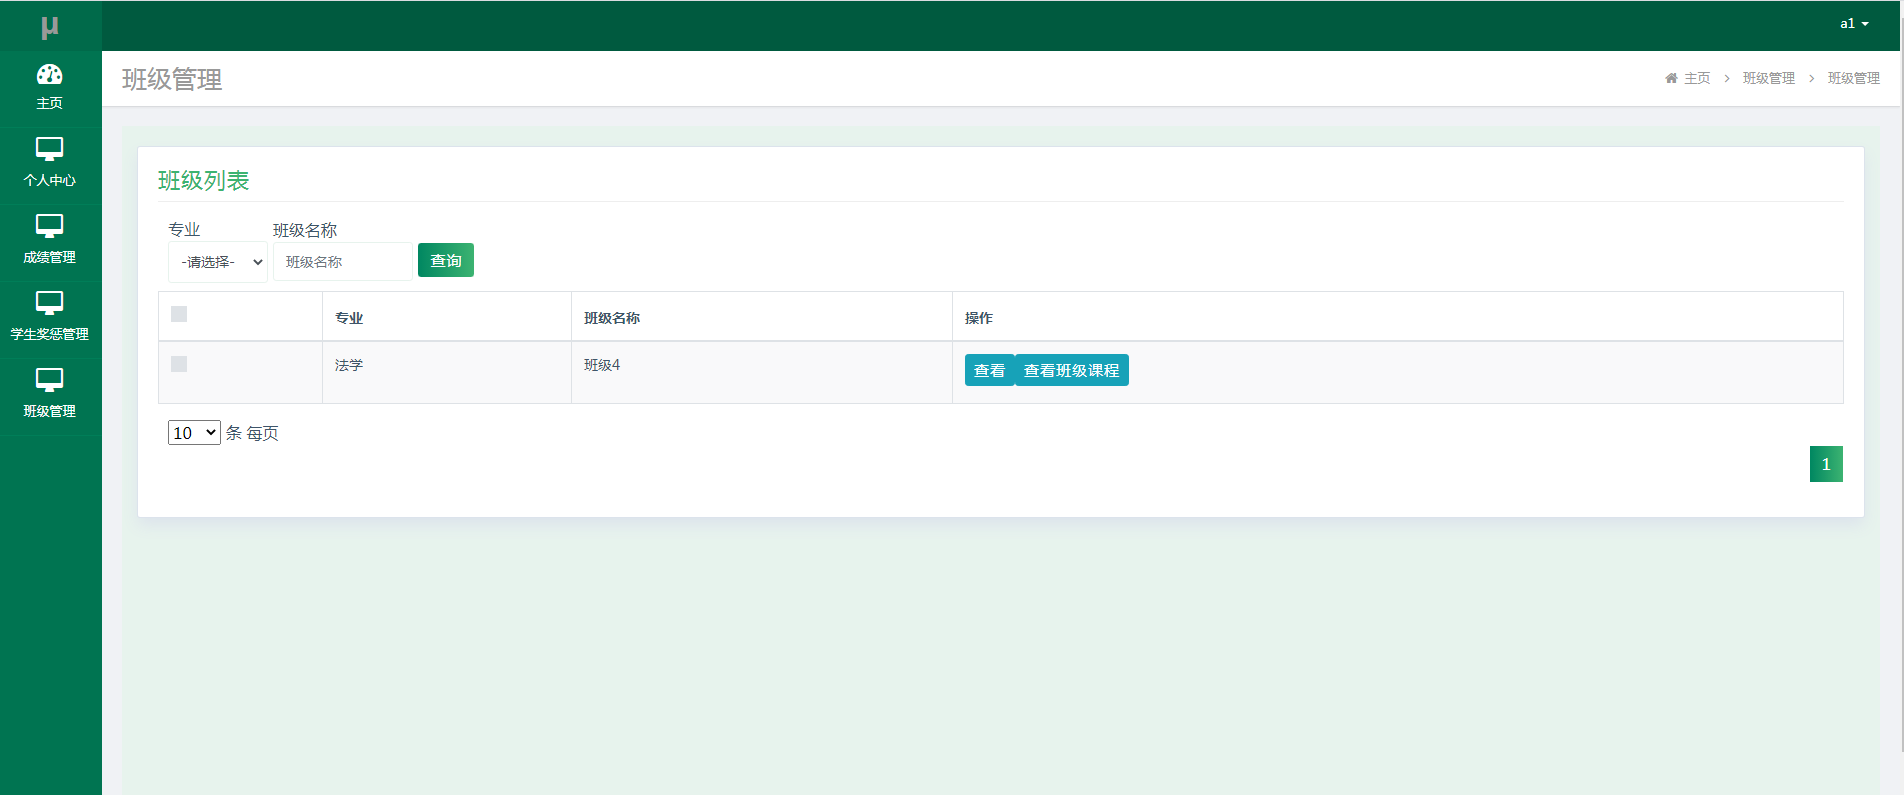 μ
a1
主页
个人中心
成绩管理
学生奖惩管理
班级管理
班级管理
主页 > 班级管理 > 班级管理
班级列表
专业 班级名称
-请选择- 班级名称 查询
专业 班级名称 操作
法学 班级4 查看 查看班级课程
10 条 每页
1